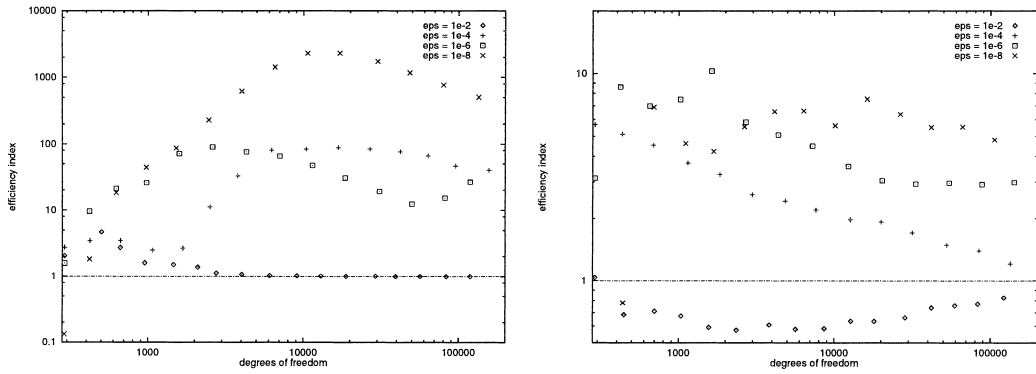 10000
1000
100
10
1
0.1
efficiency index
eps = 1e-2
eps = 1e-4
eps = 1e-6
eps = 1e-8
1000 10000 100000
degrees of freedom
10
1
efficiency index
eps = 1e-2
eps = 1e-4
eps = 1e-6
eps = 1e-8
1000 10000 100000
degrees of freedom